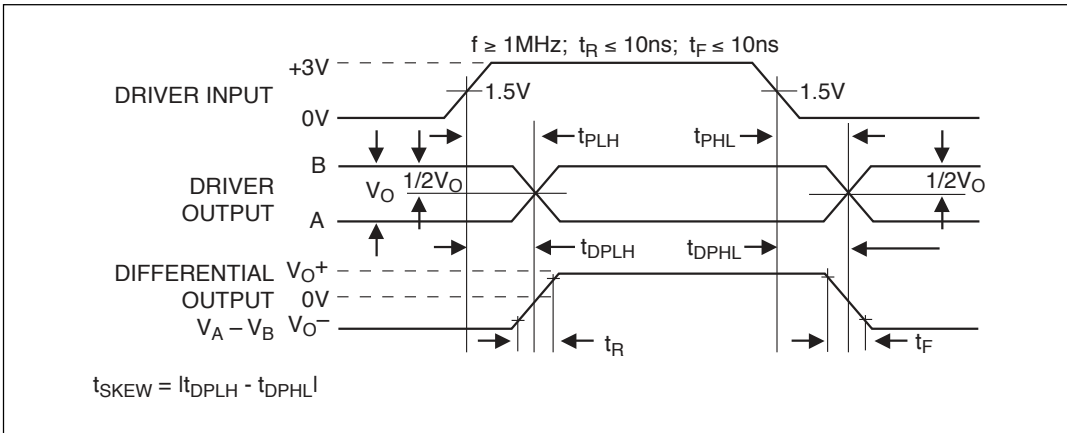 f ≥ 1MHz; tR ≤ 10ns; tF ≤ 10ns
+3V
DRIVER INPUT
1.5V
1.5V
0V
tPLH
tPHL
B
DRIVER OUTPUT
VO
1/2VO
1/2VO
A
tDPLH
tDPHL
DIFFERENTIAL OUTPUT
VA – VB
VO+
0V
VO–
tR
tF
tSKEW = |tDPLH - tDPHL|